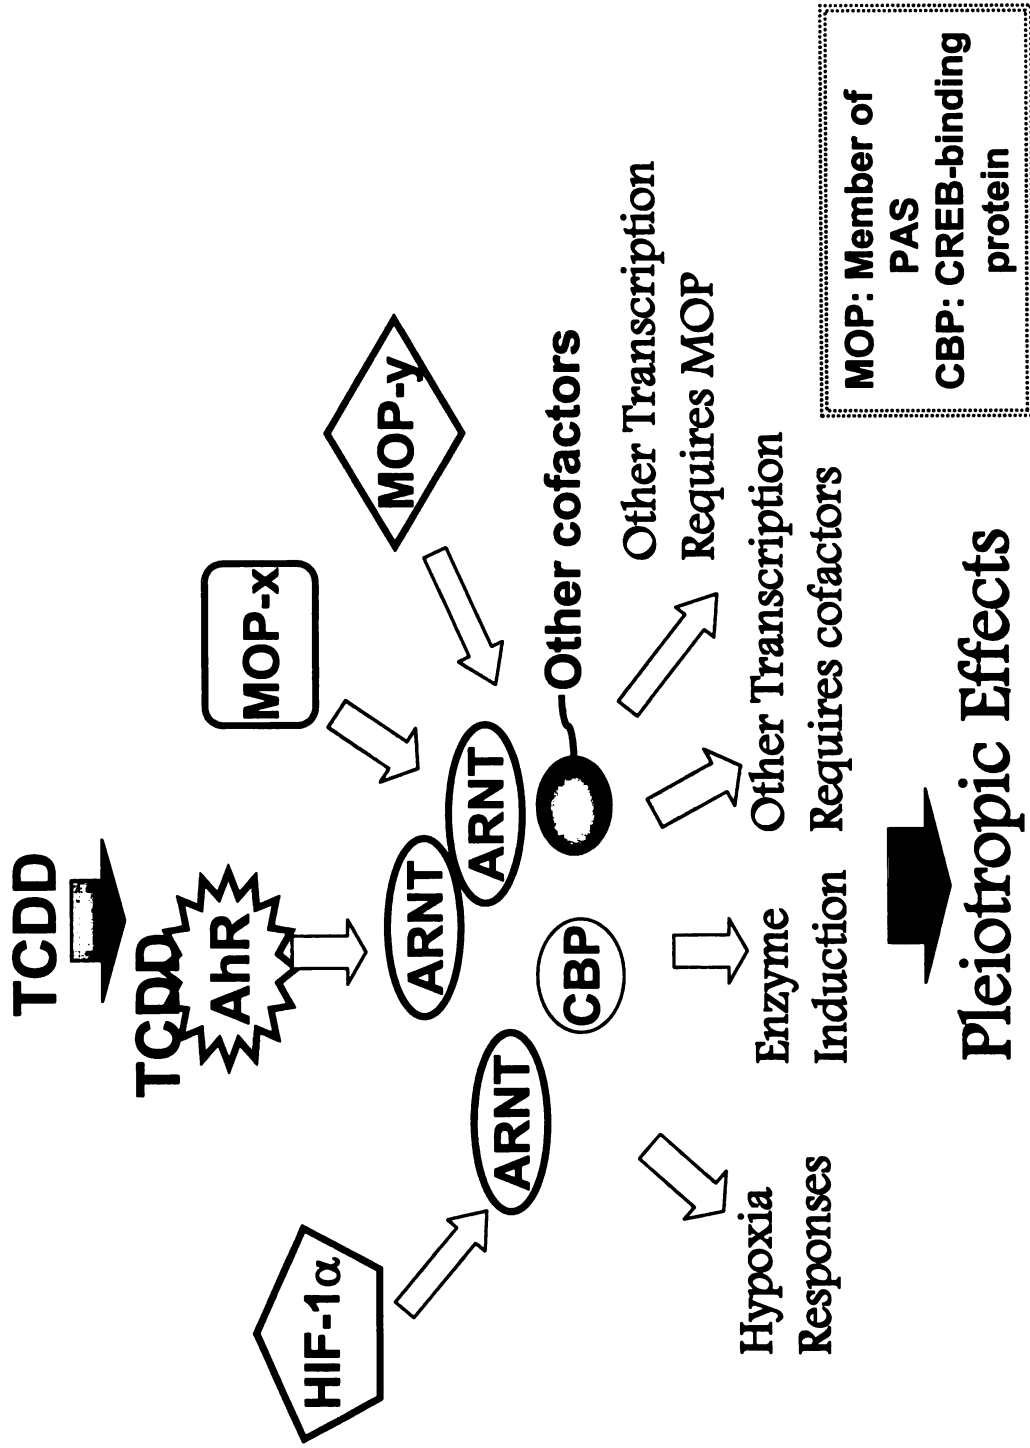 TCDD
TCDD
AhR
MOP-x
HIF-1α
MOP-y
ARNT
ARNT
ARNT
CBP
Other cofactors
Hypoxia
Responses
Enzyme
Induction
Other Transcription
Requires cofactors
Other Transcription
Requires MOP
Pleiotropic Effects
MOP: Member of
PAS
CBP: CREB-binding
protein